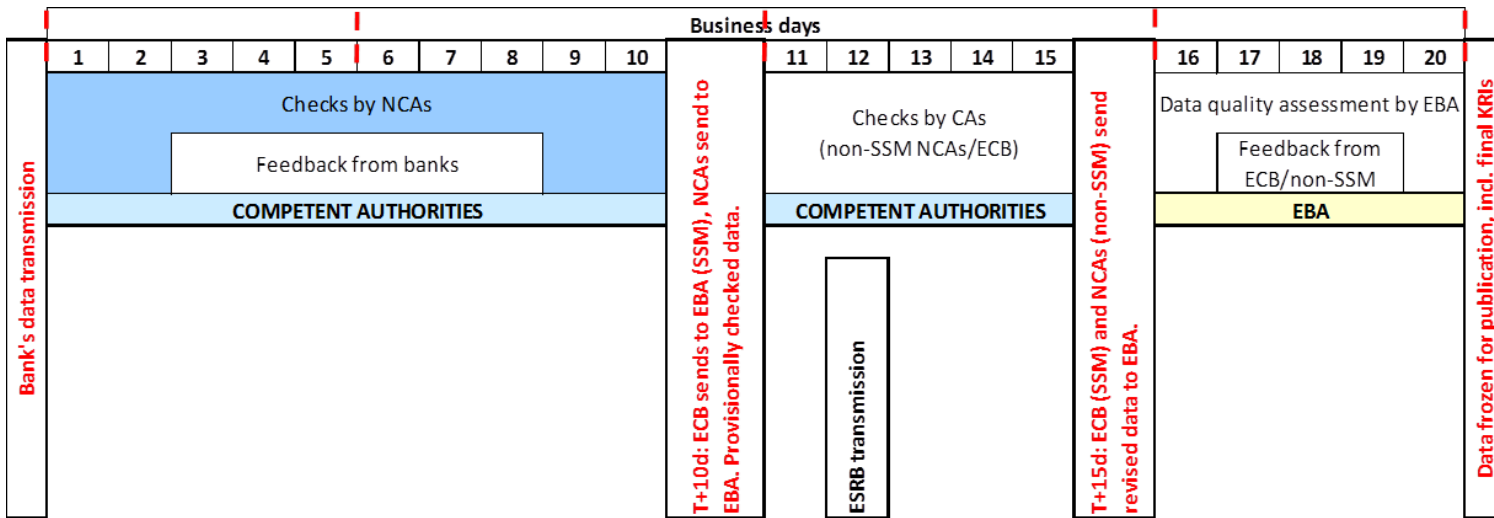 Business days
1 2 3 4 5 6 7 8 9 10 11 12 13 14 15 16 17 18 19 20
Bank's data transmission
Checks by NCAs
Feedback from banks
COMPETENT AUTHORITIES
T+10d: ECB sends to EBA (SSM), NCAs send to
EBA. Provisionally checked data.
Checks by CAs
(non-SSM NCAs/ECB)
COMPETENT AUTHORITIES
ESRB transmission
T+15d: ECB (SSM) and NCAs (non-SSM) send
revised data to EBA.
Data quality assessment by EBA
Feedback from
ECB/non-SSM
EBA
Data frozen for publication, incl. final KRIs